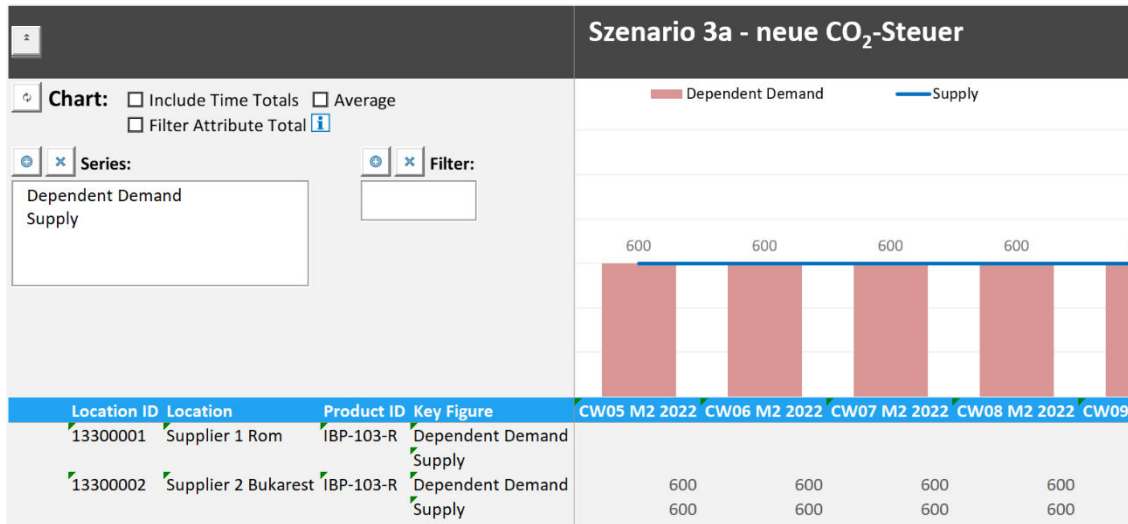 Szenario 3a - neue CO₂-Steuer
Chart: Include Time Totals Average
Filter Attribute Total i
Series: Filter:
Dependent Demand
Supply
Dependent Demand Supply
600 600 600 600
Location ID Location Product ID Key Figure CW05 M2 2022 CW06 M2 2022 CW07 M2 2022 CW08 M2 2022 CW09
13300001 Supplier 1 Rom IBP-103-R Dependent Demand
Supply
13300002 Supplier 2 Bukarest IBP-103-R Dependent Demand 600 600 600 600
Supply 600 600 600 600